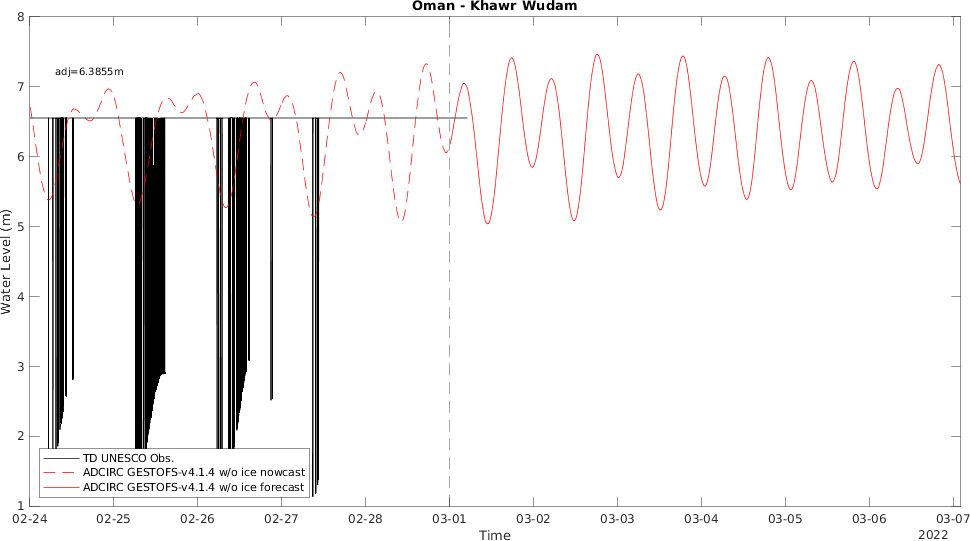 Oman - Khawr Wudam
8
adj=6.3855m
7
6
5
4
3
2
1
Water Level (m)
TD UNESCO Obs.
ADCIRC GESTOFS-v4.1.4 w/o ice nowcast
ADCIRC GESTOFS-v4.1.4 w/o ice forecast
02-24 02-25 02-26 02-27 02-28 03-01 03-02 03-03 03-04 03-05 03-06 03-07
Time
2022